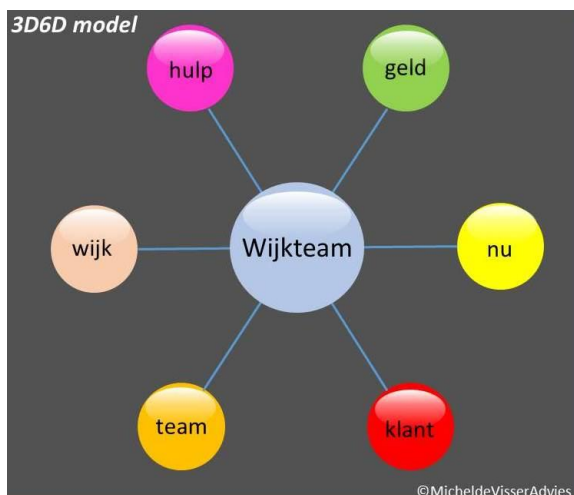 3D6D model
hulp
geld
wijk
Wijkteam
nu
team
klant
©MicheldeVisserAdvies